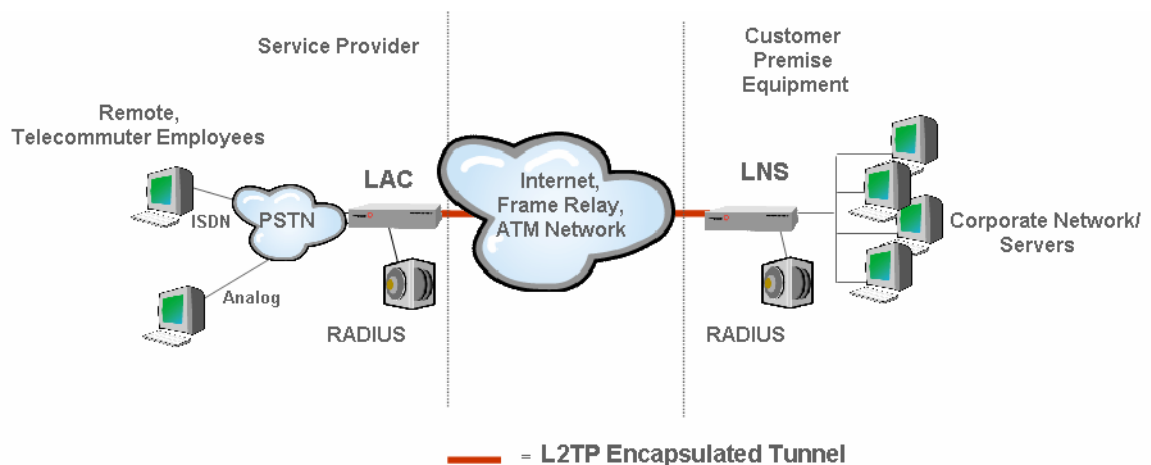 Service Provider
Customer
Premise
Equipment
Remote,
Telecommuter Employees
LAC
LNS
Internet,
Frame Relay,
ATM Network
ISDN
PSTN
Corporate Network/
Servers
Analog
RADIUS
RADIUS
= L2TP Encapsulated Tunnel